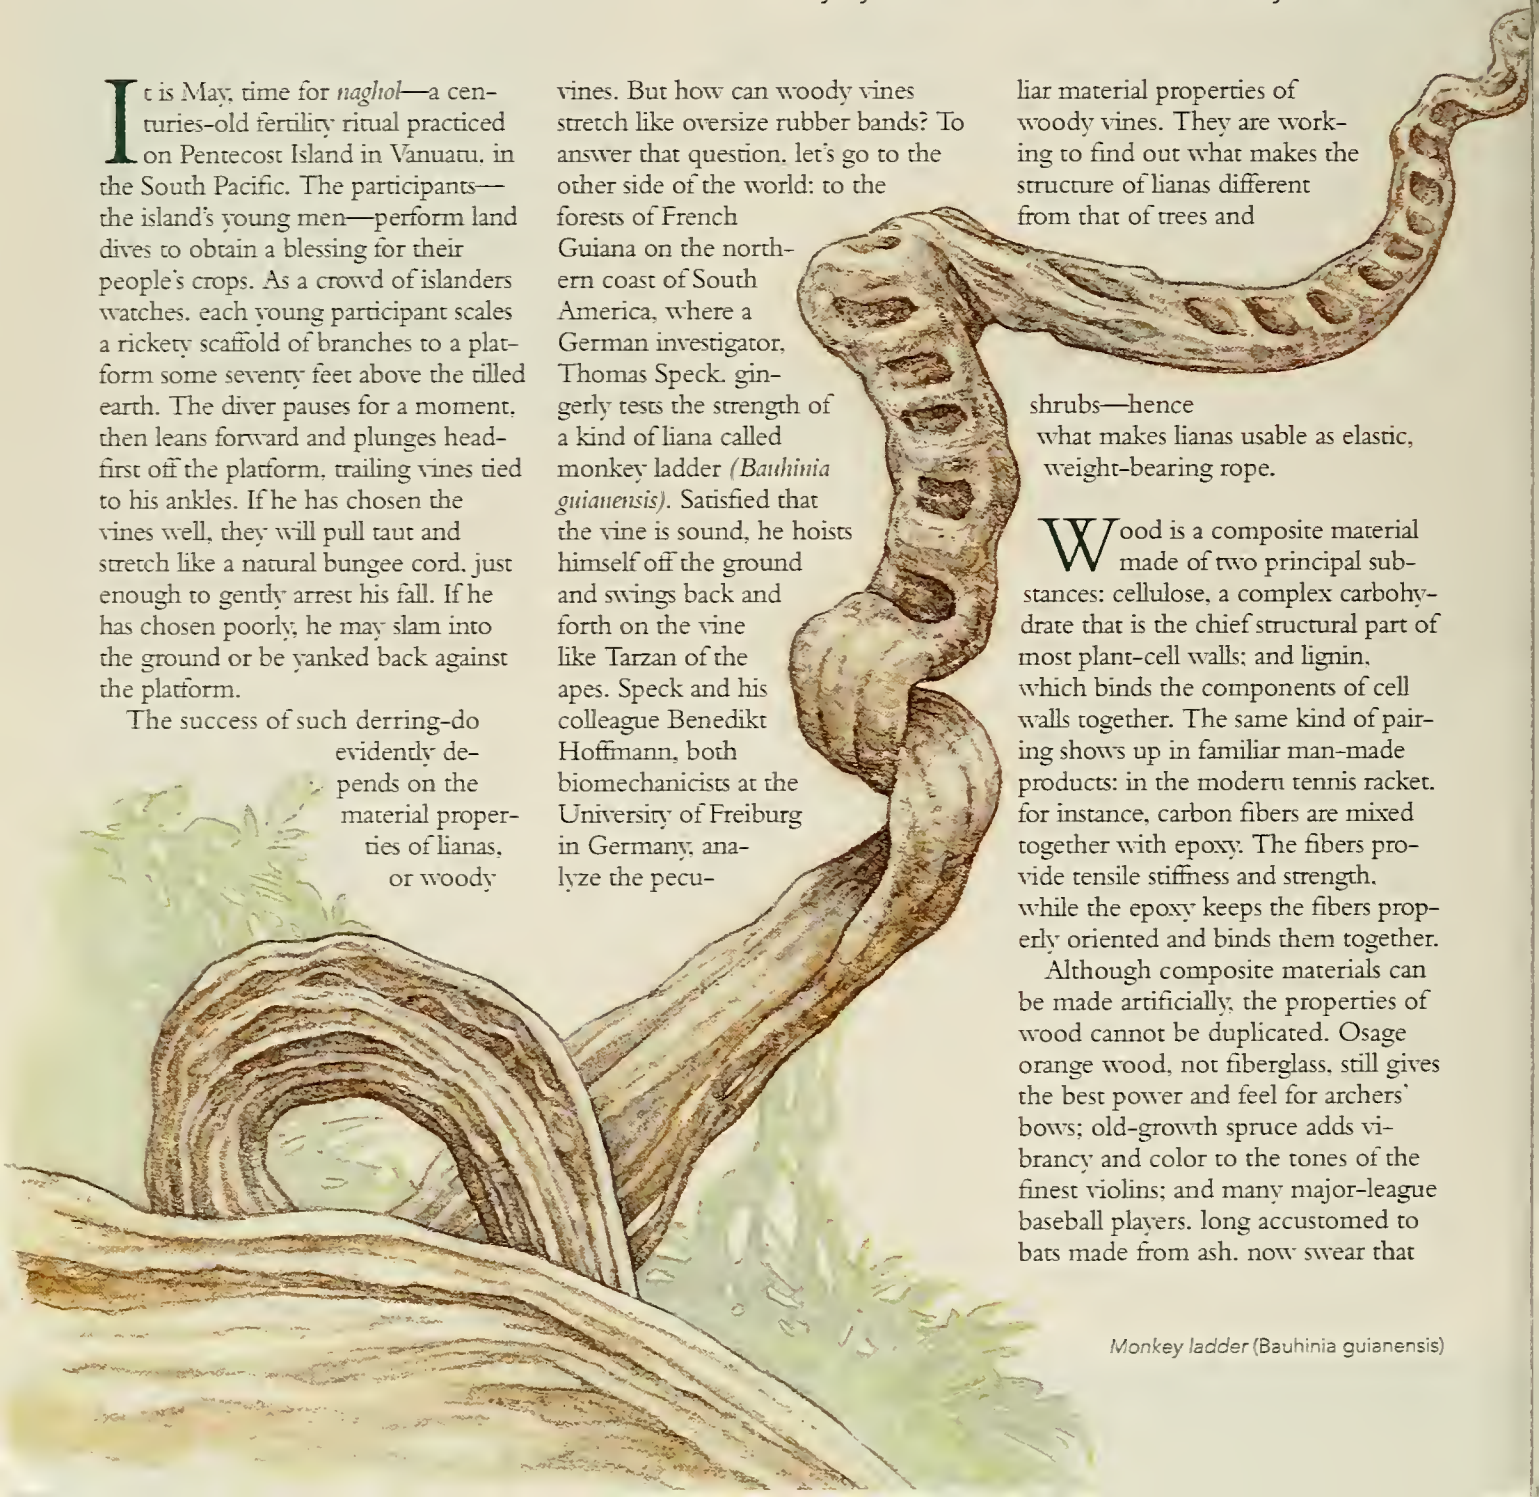 It is May, time for naghol—a cen-
turies-old fertility ritual practiced
on Pentecost Island in Vanuatu, in
the South Pacific. The participants—
the island's young men—perform land
dives to obtain a blessing for their
people's crops. As a crowd of islanders
watches, each young participant scales
a rickety scaffold of branches to a plat-
form some seventy feet above the tilled
earth. The diver pauses for a moment,
then leans forward and plunges head-
first off the platform, trailing vines tied
to his ankles. If he has chosen the
vines well, they will pull taut and
stretch like a natural bungee cord, just
enough to gently arrest his fall. If he
has chosen poorly, he may slam into
the ground or be yanked back against
the platform.
The success of such derring-do
evidently de-
pends on the
material proper-
ties of lianas,
or woody
vines. But how can woody vines
stretch like oversize rubber bands? To
answer that question, let's go to the
other side of the world: to the
forests of French
Guiana on the north-
ern coast of South
America, where a
German investigator,
Thomas Speck, gin-
gerly tests the strength of
a kind of liana called
monkey ladder (Bauhinia
guianensis). Satisfied that
the vine is sound, he hoists
himself off the ground
and swings back and
forth on the vine
like Tarzan of the
apes. Speck and his
colleague Benedikt
Hoffmann, both
biomechanicists at the
University of Freiburg
in Germany, ana-
lyze the pecu-
liar material properties of
woody vines. They are work-
ing to find out what makes the
structure of lianas different
from that of trees and
shrubs—hence
what makes lianas usable as elastic,
weight-bearing rope.
Wood is a composite material
made of two principal sub-
stances: cellulose, a complex carbohy-
drate that is the chief structural part of
most plant-cell walls; and lignin,
which binds the components of cell
walls together. The same kind of pair-
ing shows up in familiar man-made
products: in the modern tennis racket,
for instance, carbon fibers are mixed
together with epoxy. The fibers pro-
vide tensile stiffness and strength,
while the epoxy keeps the fibers prop-
erly oriented and binds them together.
Although composite materials can
be made artificially, the properties of
wood cannot be duplicated. Osage
orange wood, not fiberglass, still gives
the best power and feel for archers'
bows; old-growth spruce adds vi-
brancy and color to the tones of the
finest violins; and many major-league
baseball players, long accustomed to
bats made from ash, now swear that
Monkey ladder (Bauhinia guianensis)